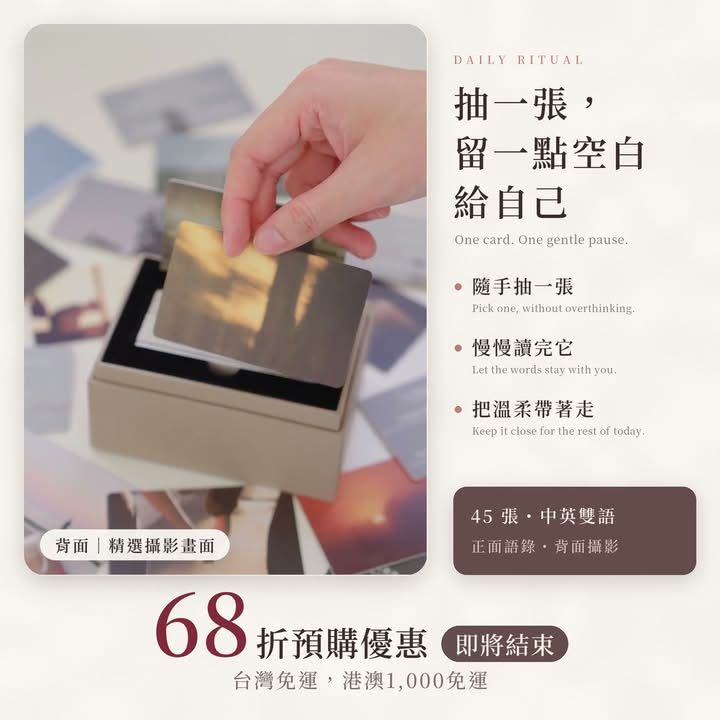 DAILY RITUAL
抽一張，
留一點空白
給自己
One card. One gentle pause.
隨手抽一張
Pick one, without overthinking.
慢慢讀完它
Let the words stay with you.
把溫柔帶著走
Keep it close for the rest of today.
45 張・中英雙語
正面語錄・背面攝影
背面｜精選攝影畫面
68折預購優惠 即將結束
台灣免運，港澳1,000免運